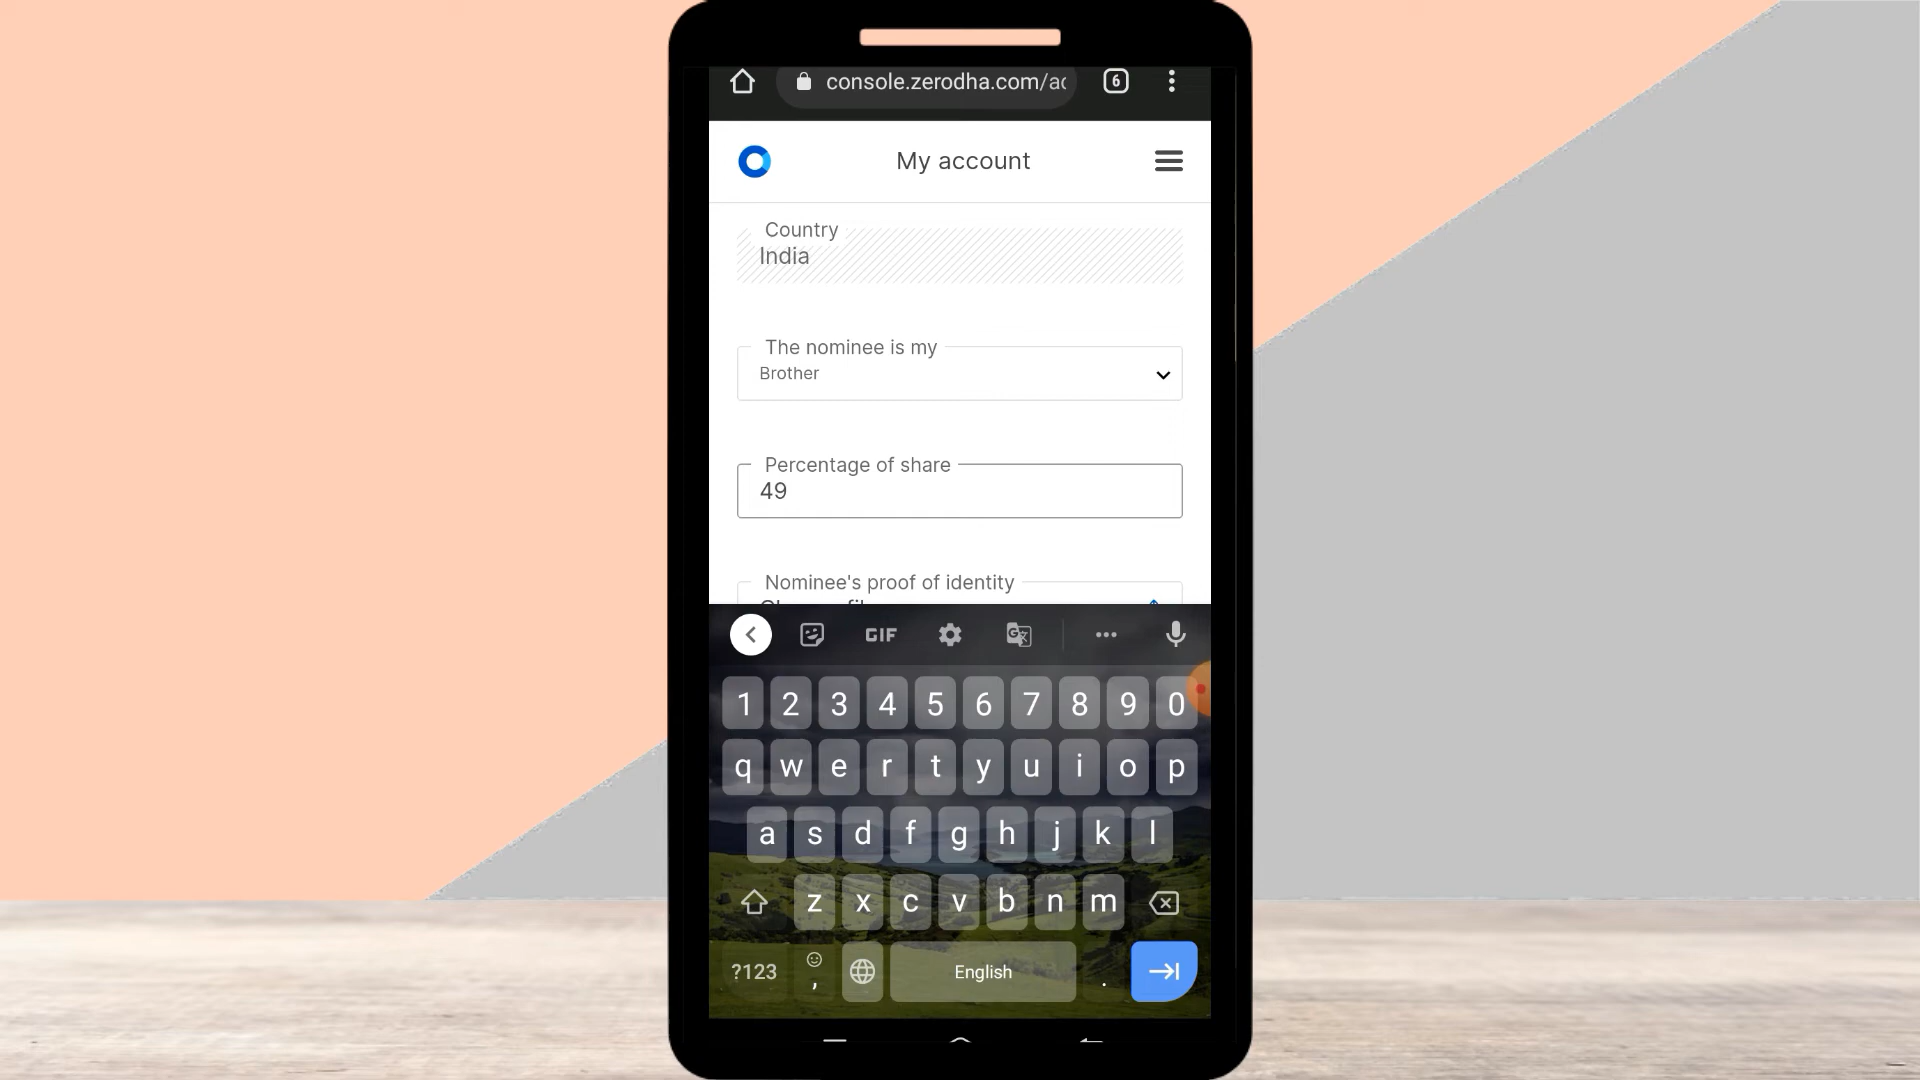 console.zerodha.com/ac
6
My account
Country
India
The nominee is my
Brother
Percentage of share
49
Nominee's proof of identity
GIF
1 2 3 4 5 6 7 8 9 0
q w e r t y u i o p
a s d f g h j k l
z x c v b n m
?123 , English .